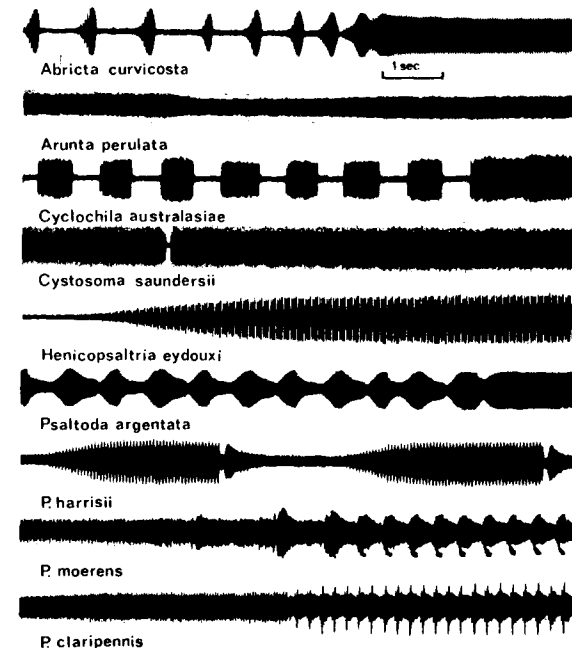 Abricta curvicosta
1 sec
Arunta perulata
Cyclochila australasiae
Cystosoma saundersii
Henicopsaltria eydouxi
Psaltoda argentata
P. harrisii
P. moerens
P. claripennis